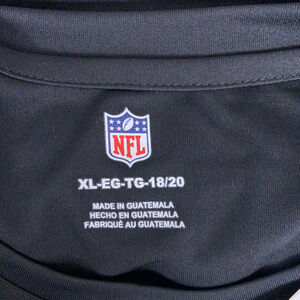 NFL
XL-EG-TG-18/20
MADE IN GUATEMALA
HECHO EN GUATEMALA
FABRIQUÉ AU GUATEMALA